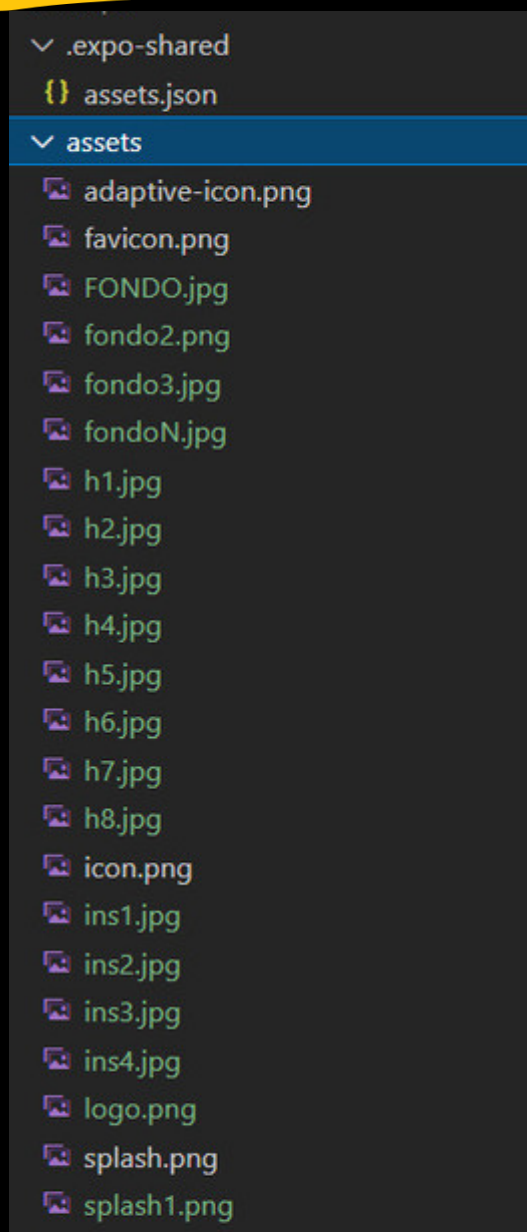 .expo-shared
{} assets.json
assets
adaptive-icon.png
favicon.png
FONDO.jpg
fondo2.png
fondo3.jpg
fondoN.jpg
h1.jpg
h2.jpg
h3.jpg
h4.jpg
h5.jpg
h6.jpg
h7.jpg
h8.jpg
icon.png
ins1.jpg
ins2.jpg
ins3.jpg
ins4.jpg
logo.png
splash.png
splash1.png